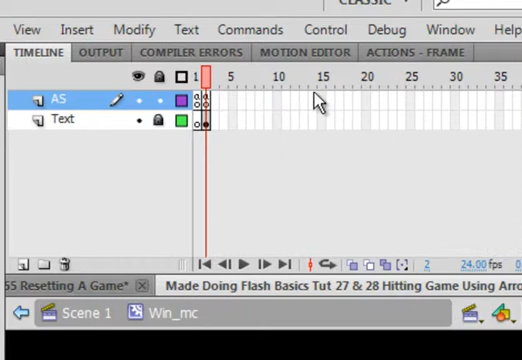 CLASSIC
View Insert Modify Text Commands Control Debug Window Help
TIMELINE OUTPUT COMPILER ERRORS MOTION EDITOR ACTIONS - FRAME
1 5 10 15 20 25 30 35
AS
Text
2 24.00 fps
55 Resetting A Game* Made Doing Flash Basics Tut 27 & 28 Hitting Game Using Arro
Scene 1 Win_mc